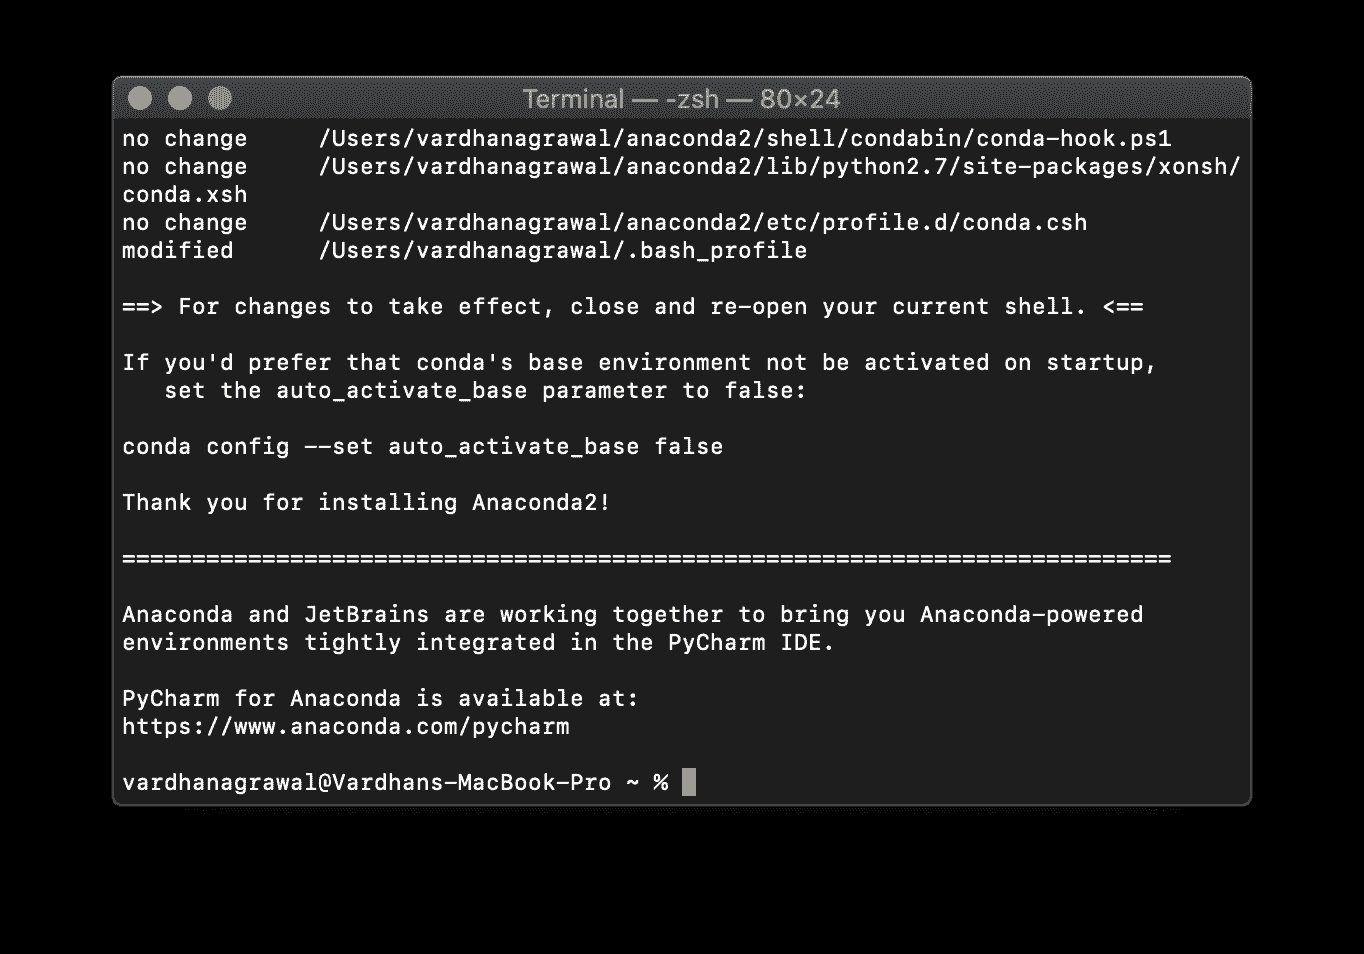 Terminal — -zsh — 80×24
no change     /Users/vardhanagrawal/anaconda2/shell/condabin/conda-hook.ps1
no change     /Users/vardhanagrawal/anaconda2/lib/python2.7/site-packages/xonsh/
conda.xsh
no change     /Users/vardhanagrawal/anaconda2/etc/profile.d/conda.csh
modified      /Users/vardhanagrawal/.bash_profile
==> For changes to take effect, close and re-open your current shell. <==
If you'd prefer that conda's base environment not be activated on startup,
   set the auto_activate_base parameter to false:
conda config --set auto_activate_base false
Thank you for installing Anaconda2!
===========================================================================
Anaconda and JetBrains are working together to bring you Anaconda-powered
environments tightly integrated in the PyCharm IDE.
PyCharm for Anaconda is available at:
https://www.anaconda.com/pycharm
vardhanagrawal@Vardhans-MacBook-Pro ~ %